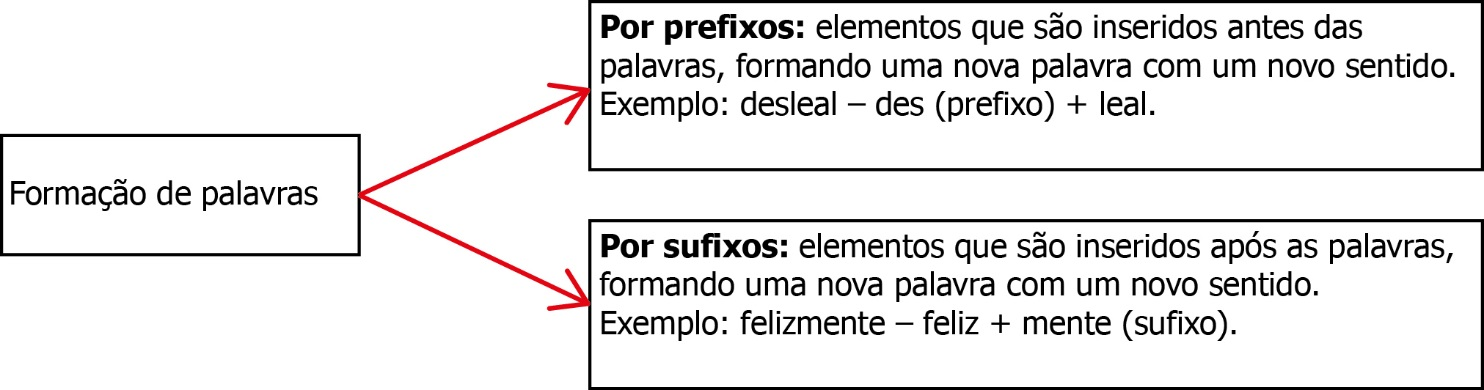 Formação de palavras
Por prefixos: elementos que são inseridos antes das
palavras, formando uma nova palavra com um novo sentido.
Exemplo: desleal – des (prefixo) + leal.
Por sufixos: elementos que são inseridos após as palavras,
formando uma nova palavra com um novo sentido.
Exemplo: felizmente – feliz + mente (sufixo).